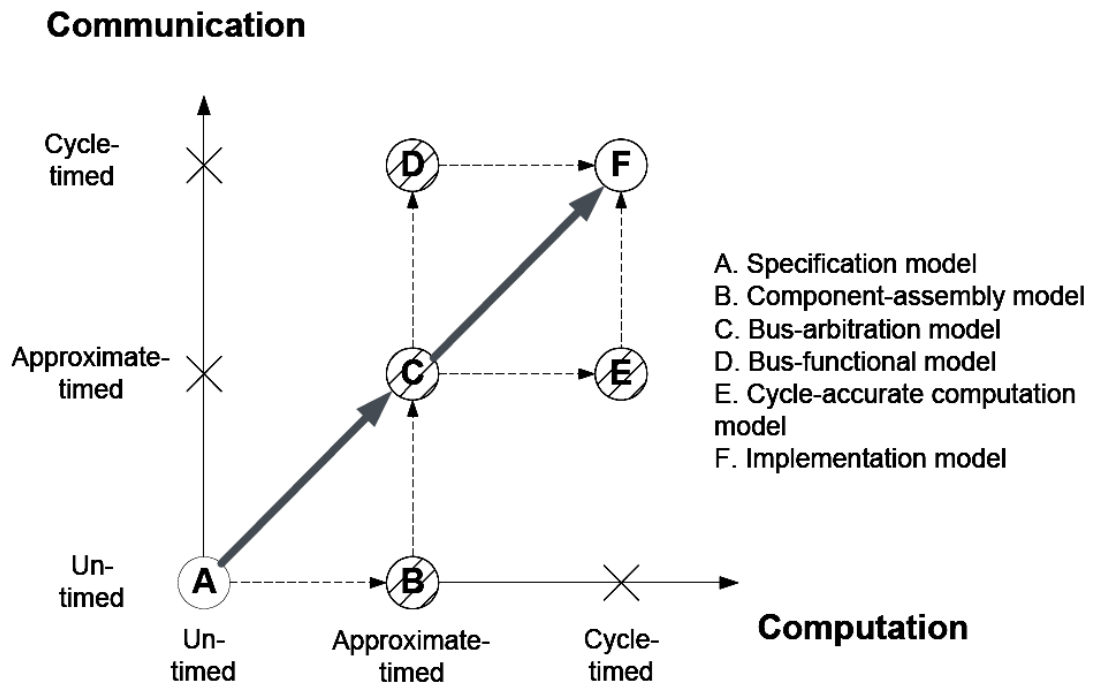 Communication
Cycle-
timed
D
F
A. Specification model
B. Component-assembly model
C. Bus-arbitration model
D. Bus-functional model
E. Cycle-accurate computation
model
F. Implementation model
Approximate-
timed
C
E
Un-
timed
A
B
Computation
Un-
timed
Approximate-
timed
Cycle-
timed